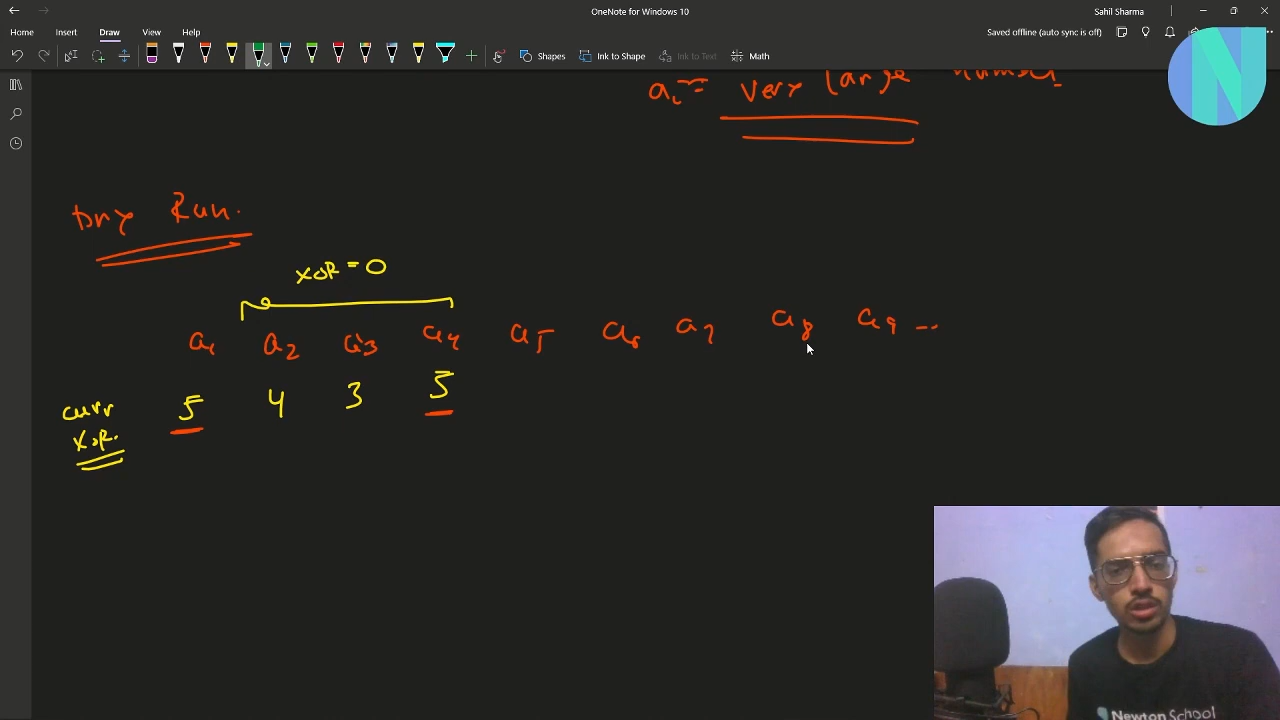 OneNote for Windows 10
Sahil Sharma
Home Insert Draw View Help
Saved offline (auto sync is off)
Shapes Ink to Shape Ink to Text Math
ai = very large number
Dry Run.
XOR = 0
a1 a2 a3 a4 a5 a6 a7 a8 a9 --
curr 5 4 3 5
XOR.
Newton School